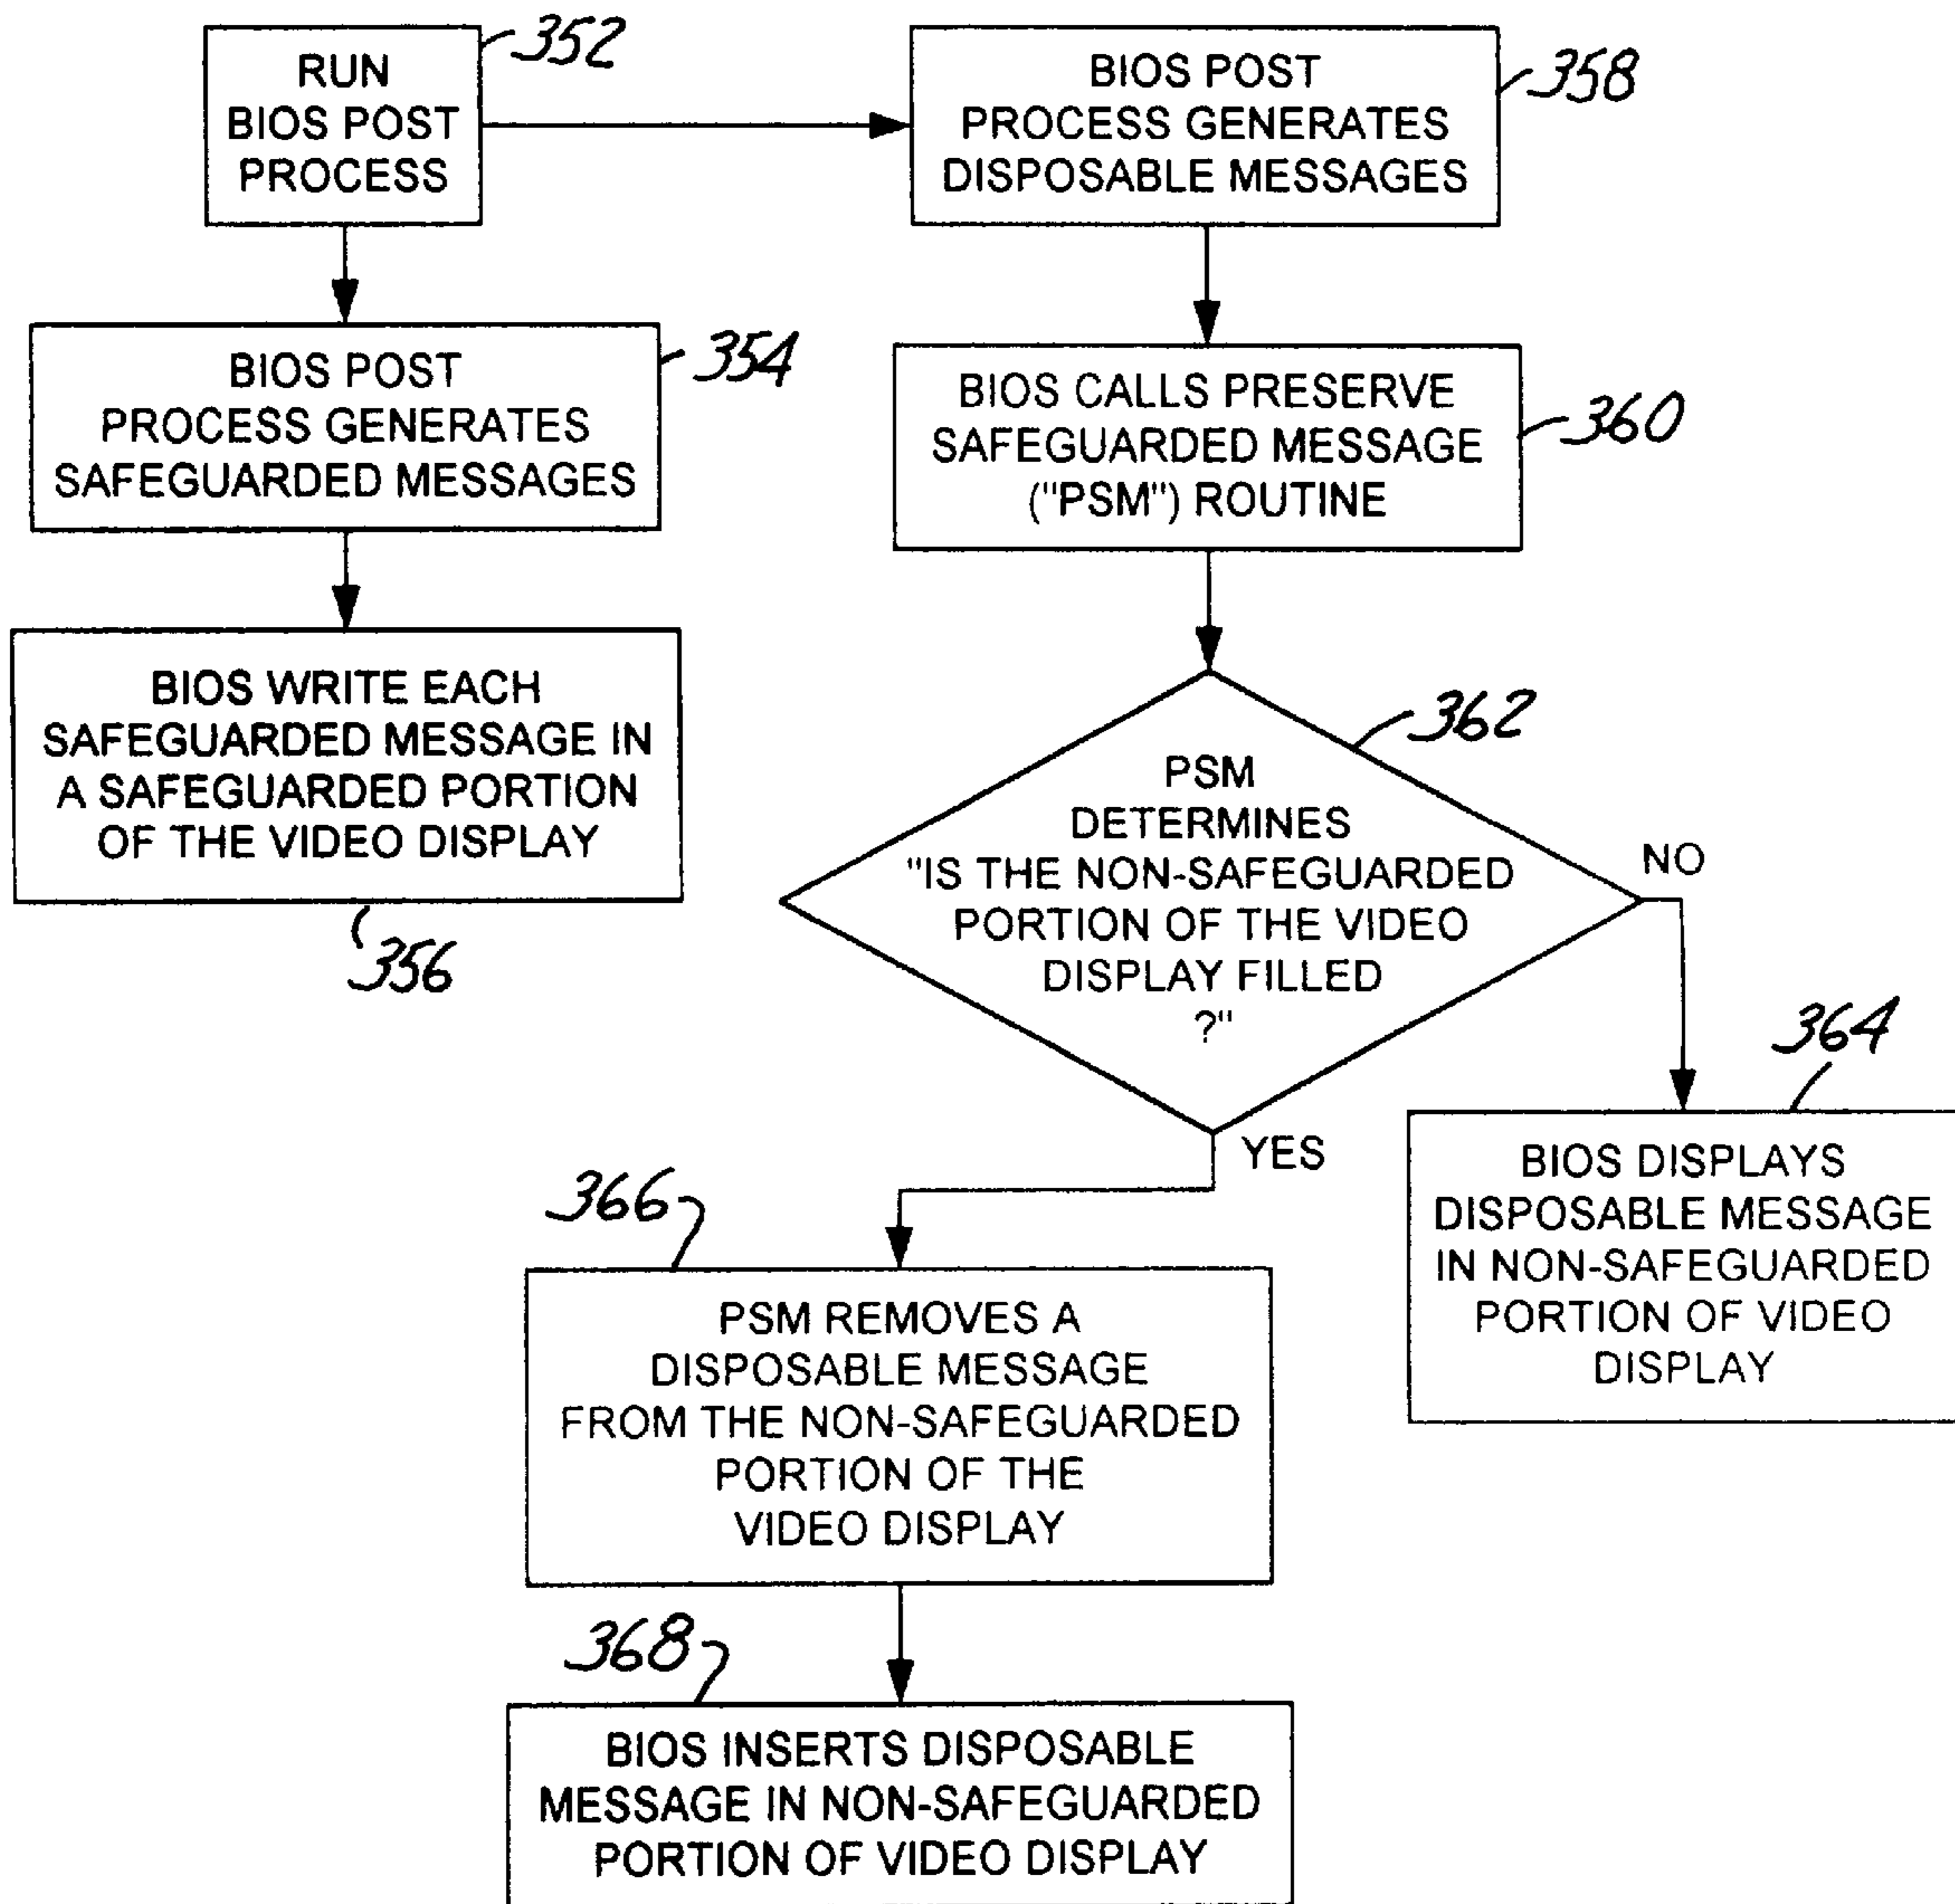 RUN
BIOS POST
PROCESS
352
BIOS POST
PROCESS GENERATES
DISPOSABLE MESSAGES
358
BIOS POST
PROCESS GENERATES
SAFEGUARDED MESSAGES
354
BIOS CALLS PRESERVE
SAFEGUARDED MESSAGE
("PSM") ROUTINE
360
BIOS WRITE EACH
SAFEGUARDED MESSAGE IN
A SAFEGUARDED PORTION
OF THE VIDEO DISPLAY
356
362
PSM
DETERMINES
"IS THE NON-SAFEGUARDED
PORTION OF THE VIDEO
DISPLAY FILLED
?"
NO
YES
364
BIOS DISPLAYS
DISPOSABLE MESSAGE
IN NON-SAFEGUARDED
PORTION OF VIDEO
DISPLAY
366
PSM REMOVES A
DISPOSABLE MESSAGE
FROM THE NON-SAFEGUARDED
PORTION OF THE
VIDEO DISPLAY
368
BIOS INSERTS DISPOSABLE
MESSAGE IN NON-SAFEGUARDED
PORTION OF VIDEO DISPLAY